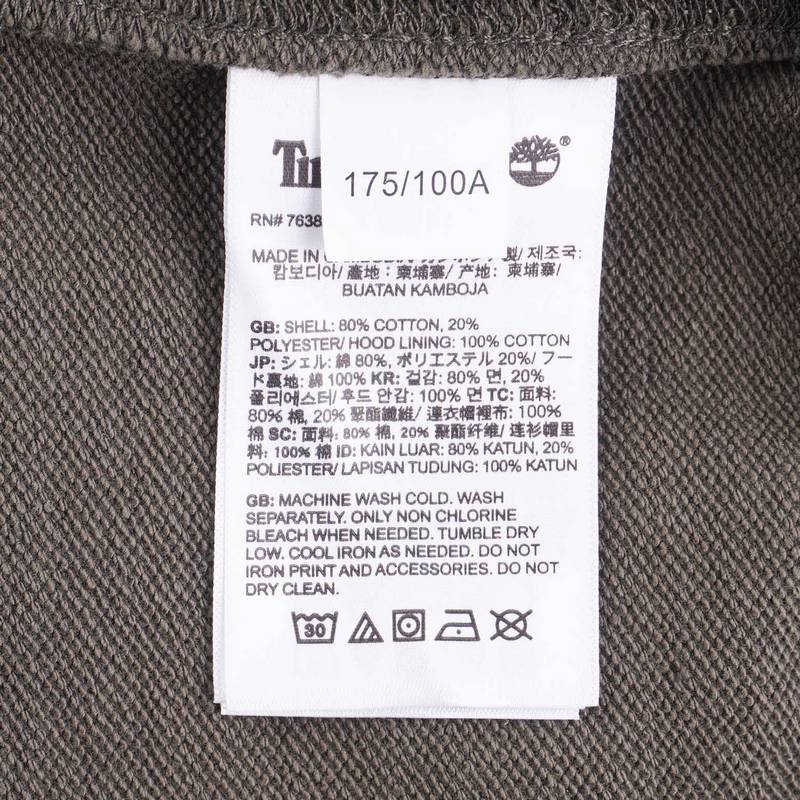 175/100A
RN# 7638
MADE IN 제조국:
캄보디아/ 產地：柬埔寨/ 产地：柬埔寨/
BUATAN KAMBOJA
GB: SHELL: 80% COTTON, 20%
POLYESTER/ HOOD LINING: 100% COTTON
JP: シェル: 綿 80%, ポリエステル 20%/ フー
ド裏地: 綿 100% KR: 겉감: 80% 면, 20%
폴리에스터/ 후드 안감: 100% 면 TC: 面料:
80% 棉, 20% 聚酯纖維/ 連衣帽裡布: 100%
棉 SC: 面料: 80% 棉, 20% 聚酯纤维/ 连衫帽里
料: 100% 棉 ID: KAIN LUAR: 80% KATUN, 20%
POLIESTER/ LAPISAN TUDUNG: 100% KATUN
GB: MACHINE WASH COLD. WASH
SEPARATELY. ONLY NON CHLORINE
BLEACH WHEN NEEDED. TUMBLE DRY
LOW. COOL IRON AS NEEDED. DO NOT
IRON PRINT AND ACCESSORIES. DO NOT
DRY CLEAN.
30